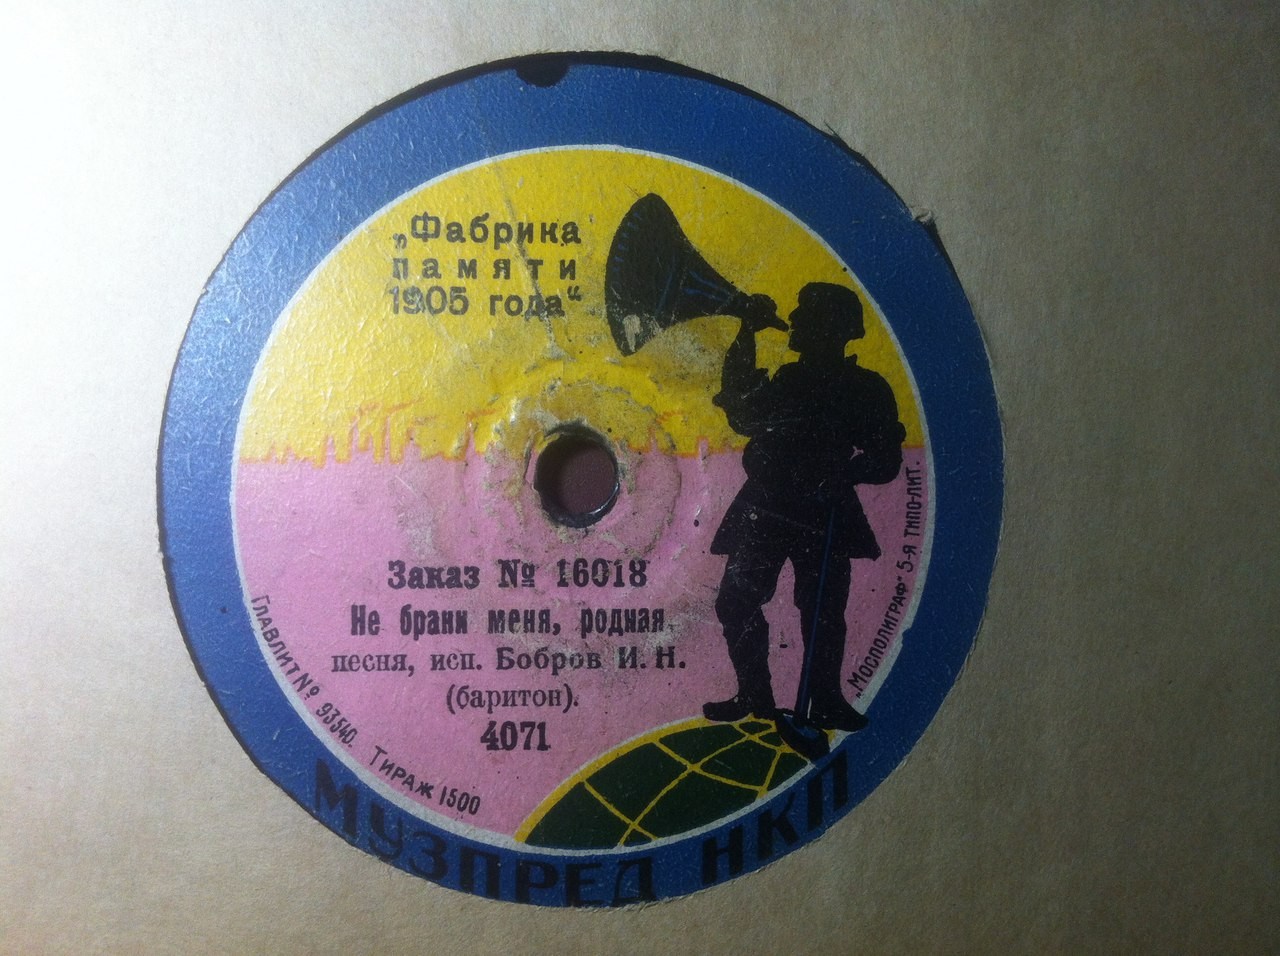 „Фабрика
памяти
1905 года“
Заказ № 16018
Не брани меня, родная,
песня, исп. Бобров И. Н.
(баритон).
4071
Главлит № 93540. Тираж 1500
„Мосполиграф“ 5-я типо-лит.
МУЗПРЕД НКП